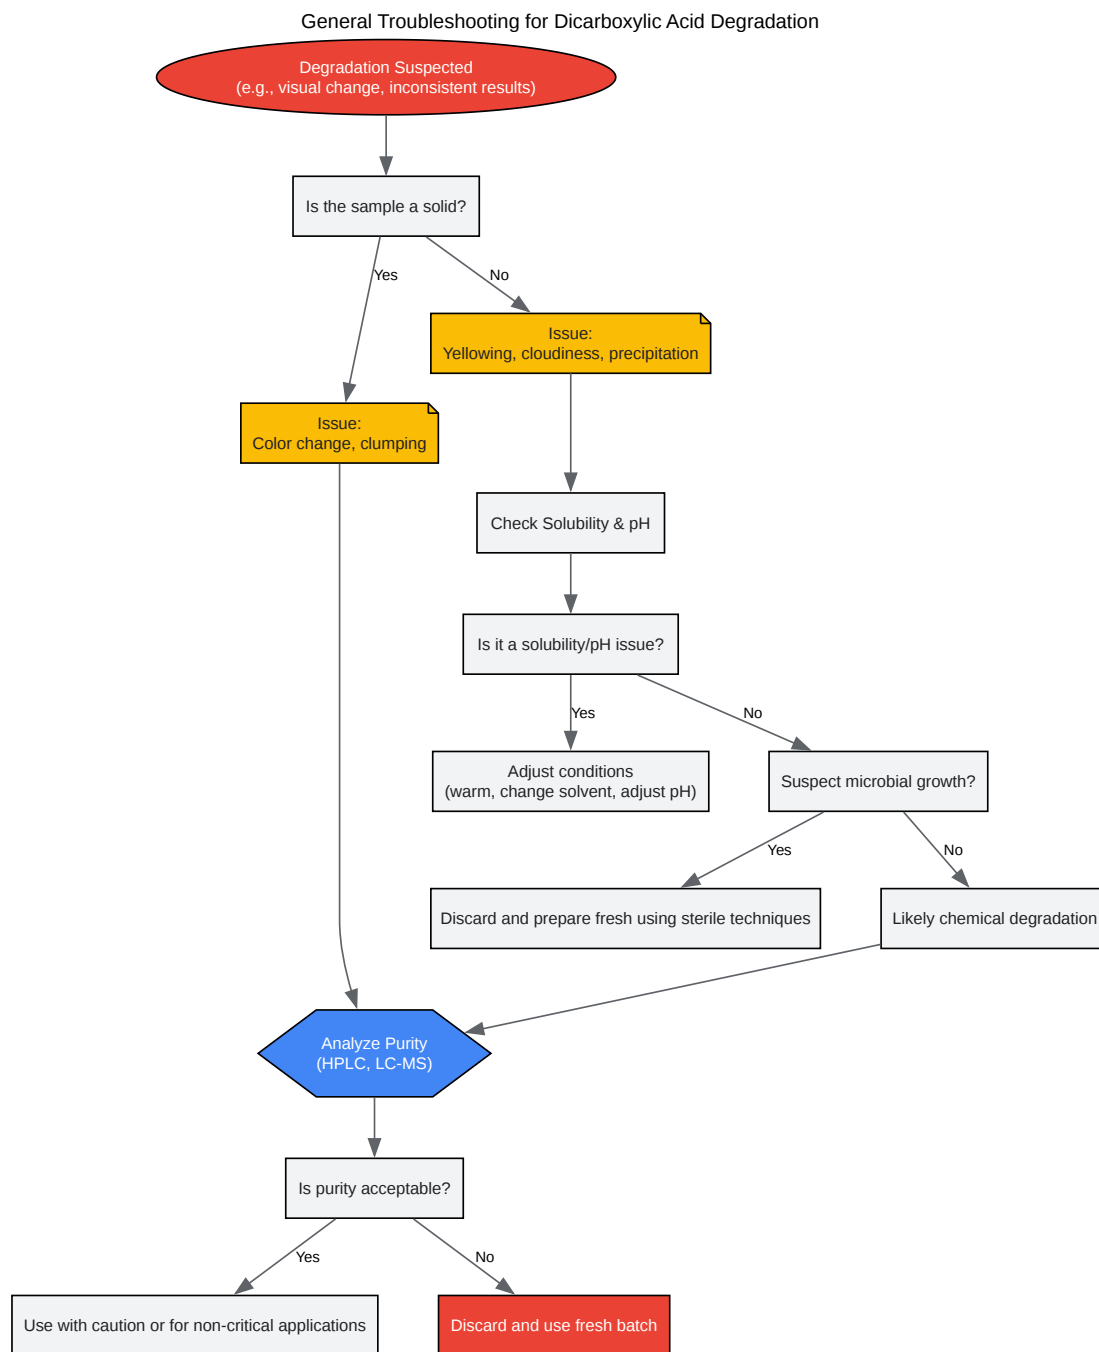 General Troubleshooting for Dicarboxylic Acid Degradation
Degradation Suspected
(e.g., visual change, inconsistent results)
Is the sample a solid?
Yes
No
Issue:
Yellowing, cloudiness, precipitation
Issue:
Color change, clumping
Check Solubility & pH
Is it a solubility/pH issue?
Yes
No
Adjust conditions
(warm, change solvent, adjust pH)
Suspect microbial growth?
Yes
No
Discard and prepare fresh using sterile techniques
Likely chemical degradation
Analyze Purity
(HPLC, LC-MS)
Is purity acceptable?
Yes
No
Use with caution or for non-critical applications
Discard and use fresh batch